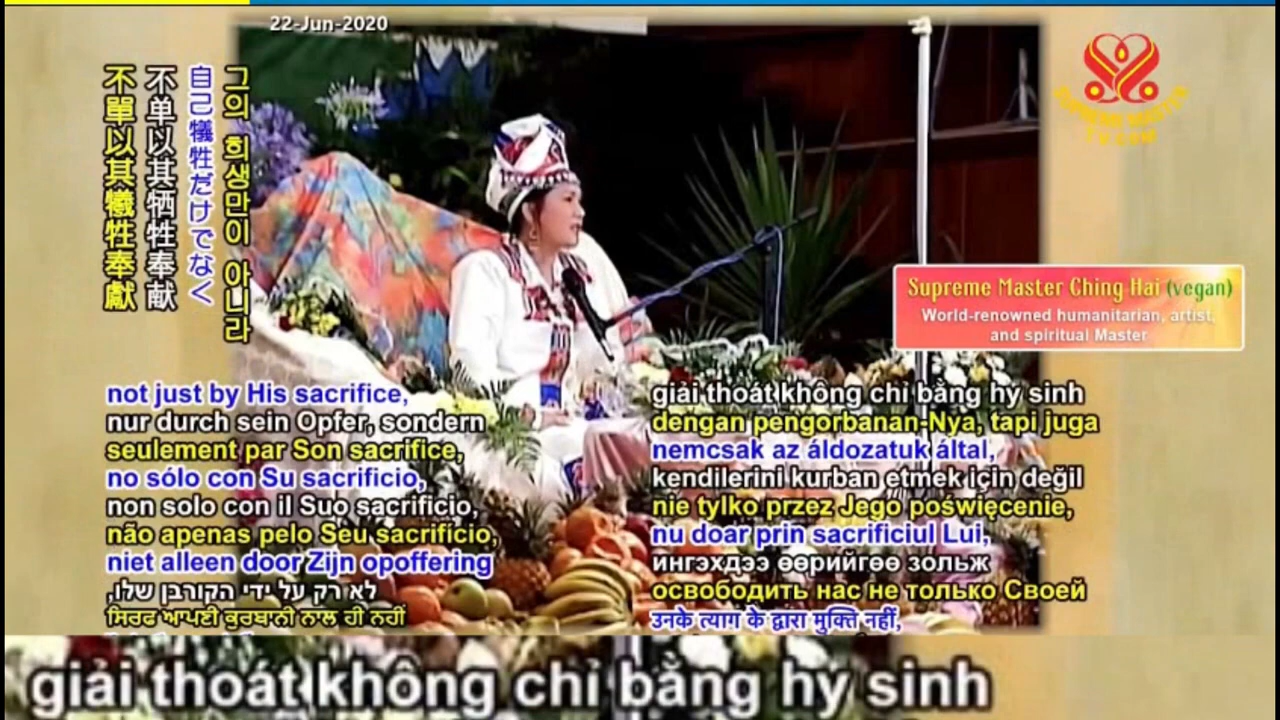 22-Jun-2020
不單以其犧牲奉獻
不单以其牺牲奉献
自己犠牲だけでなく
그의 희생만이 아니라
SUPREME MASTER
TV.COM
Supreme Master Ching Hai (vegan)
World-renowned humanitarian, artist,
and spiritual Master
not just by His sacrifice,
nur durch sein Opfer, sondern
seulement par Son sacrifice,
no sólo con Su sacrificio,
non solo con il Suo sacrificio,
não apenas pelo Seu sacrifício,
niet alleen door Zijn opoffering
לא רק על ידי הקורבן שלו,
ਸਿਰਫ ਆਪਣੀ ਕੁਰਬਾਨੀ ਨਾਲ ਹੀ ਨਹੀਂ
giải thoát không chỉ bằng hy sinh
dengan pengorbanan-Nya, tapi juga
nemcsak az áldozatuk által,
kendilerini kurban etmek için değil
nie tylko przez Jego poświęcenie,
nu doar prin sacrificiul Lui,
ингэхдээ өөрийгөө зольж
освободить нас не только Своей
उनके त्याग के द्वारा मुक्ति नहीं,
giải thoát không chỉ bằng hy sinh